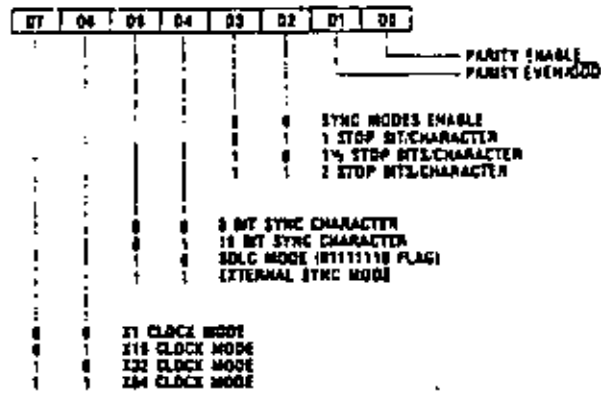 D7 D6 D5 D4 D3 D2 D1 D0
PARITY ENABLE
PARITY EVEN/ODD
0 0 SYNC MODES ENABLE
0 1 1 STOP BIT/CHARACTER
1 0 1½ STOP BITS/CHARACTER
1 1 2 STOP BITS/CHARACTER
0 0 8 BIT SYNC CHARACTER
0 1 16 BIT SYNC CHARACTER
1 0 SDLC MODE (01111110 FLAG)
1 1 EXTERNAL SYNC MODE
0 0 X1 CLOCK MODE
0 1 X16 CLOCK MODE
1 0 X32 CLOCK MODE
1 1 X64 CLOCK MODE